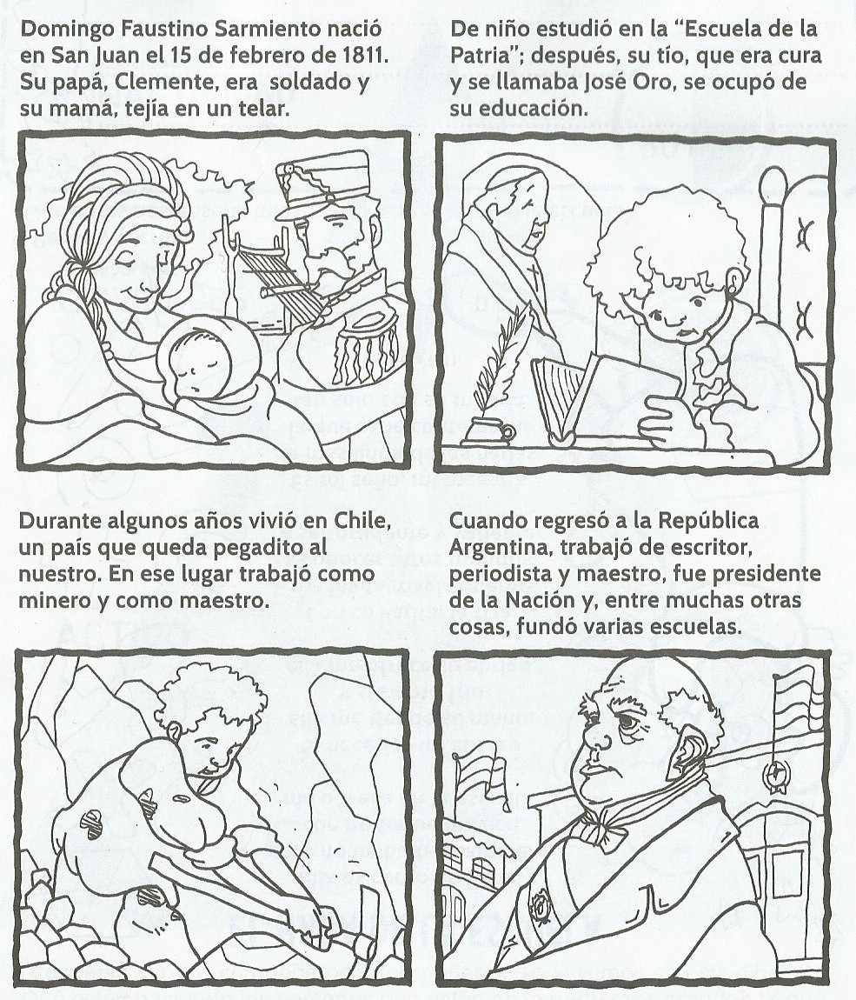 Domingo Faustino Sarmiento nació
en San Juan el 15 de febrero de 1811.
Su papá, Clemente, era soldado y
su mamá, tejía en un telar.
De niño estudió en la “Escuela de la
Patria”; después, su tío, que era cura
y se llamaba José Oro, se ocupó de
su educación.
Durante algunos años vivió en Chile,
un país que queda pegadito al
nuestro. En ese lugar trabajó como
minero y como maestro.
Cuando regresó a la República
Argentina, trabajó de escritor,
periodista y maestro, fue presidente
de la Nación y, entre muchas otras
cosas, fundó varias escuelas.